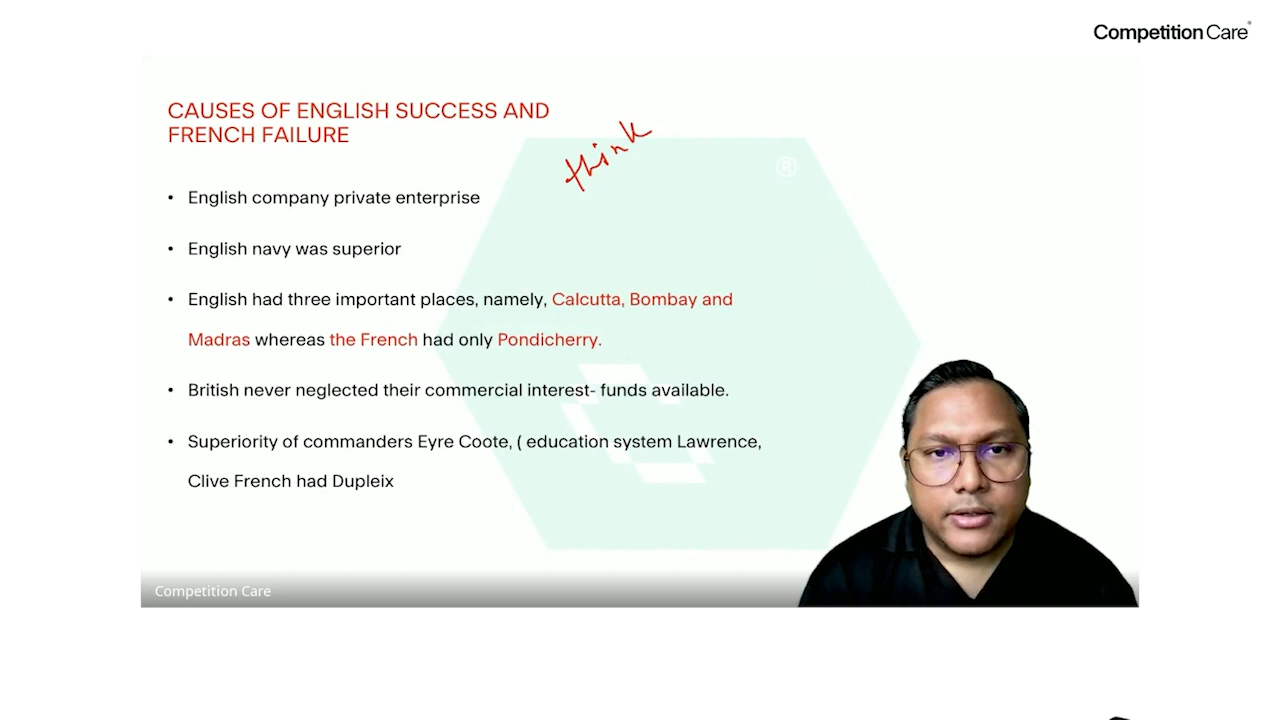 Competition Care®
CAUSES OF ENGLISH SUCCESS AND
FRENCH FAILURE
think
®
• English company private enterprise
• English navy was superior
• English had three important places, namely, Calcutta, Bombay and
Madras whereas the French had only Pondicherry.
• British never neglected their commercial interest- funds available.
• Superiority of commanders Eyre Coote, ( education system Lawrence,
Clive French had Dupleix
Competition Care